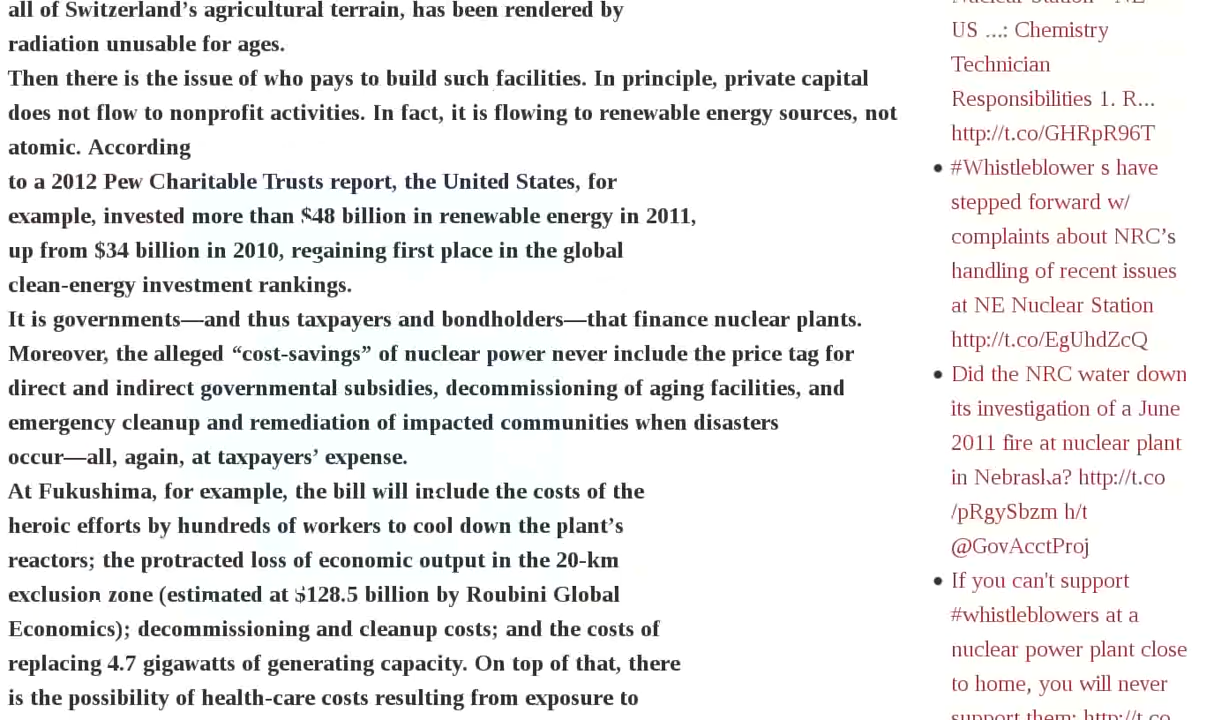 all of Switzerland’s agricultural terrain, has been rendered by
radiation unusable for ages.
Then there is the issue of who pays to build such facilities. In principle, private capital
does not flow to nonprofit activities. In fact, it is flowing to renewable energy sources, not
atomic. According
to a 2012 Pew Charitable Trusts report, the United States, for
example, invested more than $48 billion in renewable energy in 2011,
up from $34 billion in 2010, regaining first place in the global
clean-energy investment rankings.
It is governments—and thus taxpayers and bondholders—that finance nuclear plants.
Moreover, the alleged “cost-savings” of nuclear power never include the price tag for
direct and indirect governmental subsidies, decommissioning of aging facilities, and
emergency cleanup and remediation of impacted communities when disasters
occur—all, again, at taxpayers’ expense.
At Fukushima, for example, the bill will include the costs of the
heroic efforts by hundreds of workers to cool down the plant’s
reactors; the protracted loss of economic output in the 20-km
exclusion zone (estimated at $128.5 billion by Roubini Global
Economics); decommissioning and cleanup costs; and the costs of
replacing 4.7 gigawatts of generating capacity. On top of that, there
is the possibility of health-care costs resulting from exposure to
Nuclear Station - NE
US ...: Chemistry
Technician
Responsibilities 1. R...
http://t.co/GHRpR96T
• #Whistleblower s have
stepped forward w/
complaints about NRC’s
handling of recent issues
at NE Nuclear Station
http://t.co/EgUhdZcQ
• Did the NRC water down
its investigation of a June
2011 fire at nuclear plant
in Nebraska? http://t.co
/pRgySbzm h/t
@GovAcctProj
• If you can't support
#whistleblowers at a
nuclear power plant close
to home, you will never
support them: http://t.co